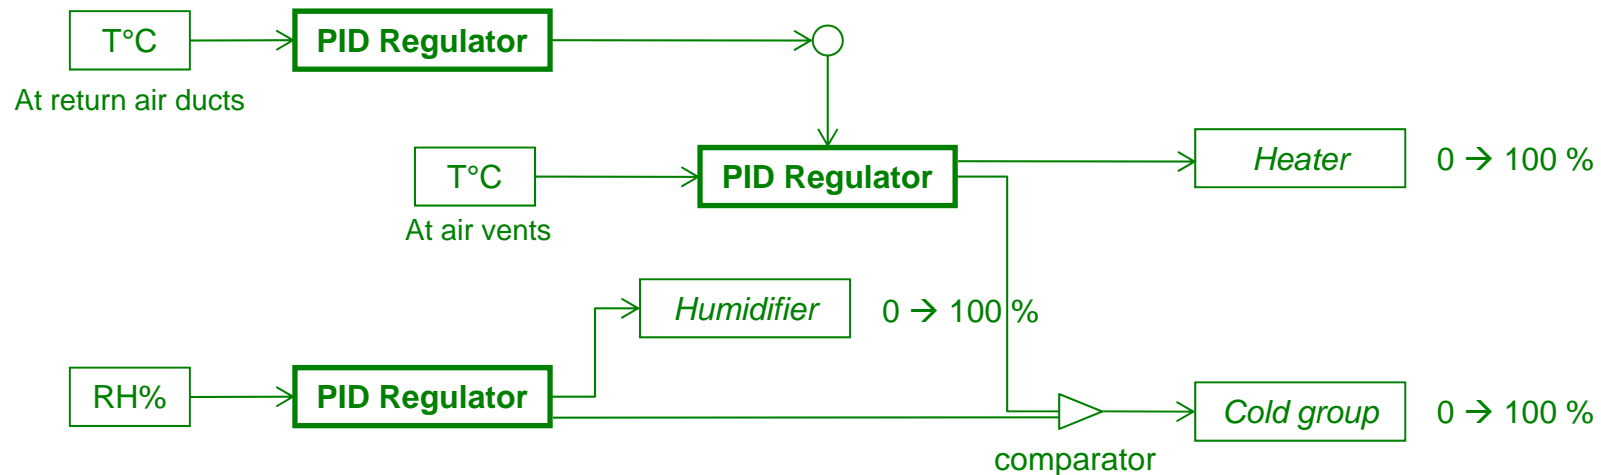 T°C
PID Regulator
At return air ducts
T°C
PID Regulator
Heater
0 → 100 %
At air vents
Humidifier
0 → 100 %
RH%
PID Regulator
Cold group
0 → 100 %
comparator